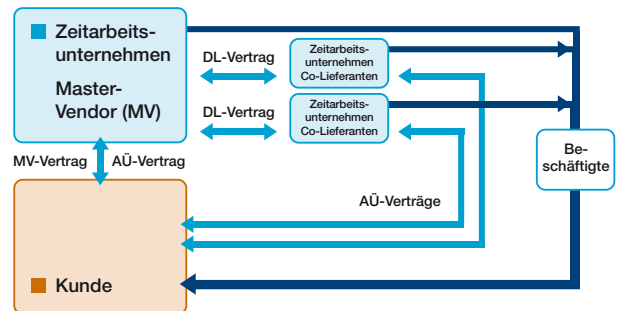 Zeitarbeits-
unternehmen
Master-
Vendor (MV)
DL-Vertrag
Zeitarbeits-
unternehmen
Co-Lieferanten
DL-Vertrag
Zeitarbeits-
unternehmen
Co-Lieferanten
Be-
schäftigte
MV-Vertrag
AÜ-Vertrag
AÜ-Verträge
Kunde